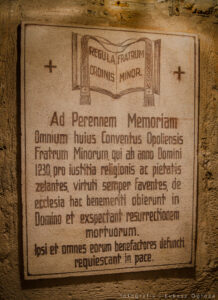 REGULA FRATRUM
ORDINIS MINOR.
Ad Perennem Memoriam
Omnium huius Conventus Opoliensis
Fratrum Minorum, qui ab anno Domini
1230, pro iustitia religionis ac pietatis
zelantes, virtuti semper faventes, de
ecclesia hac benemeriti obierunt in
Domino et exspectant resurrectionem
mortuorum.
Ipsi et omnes eorum benefactores defuncti
requiescant in pace.